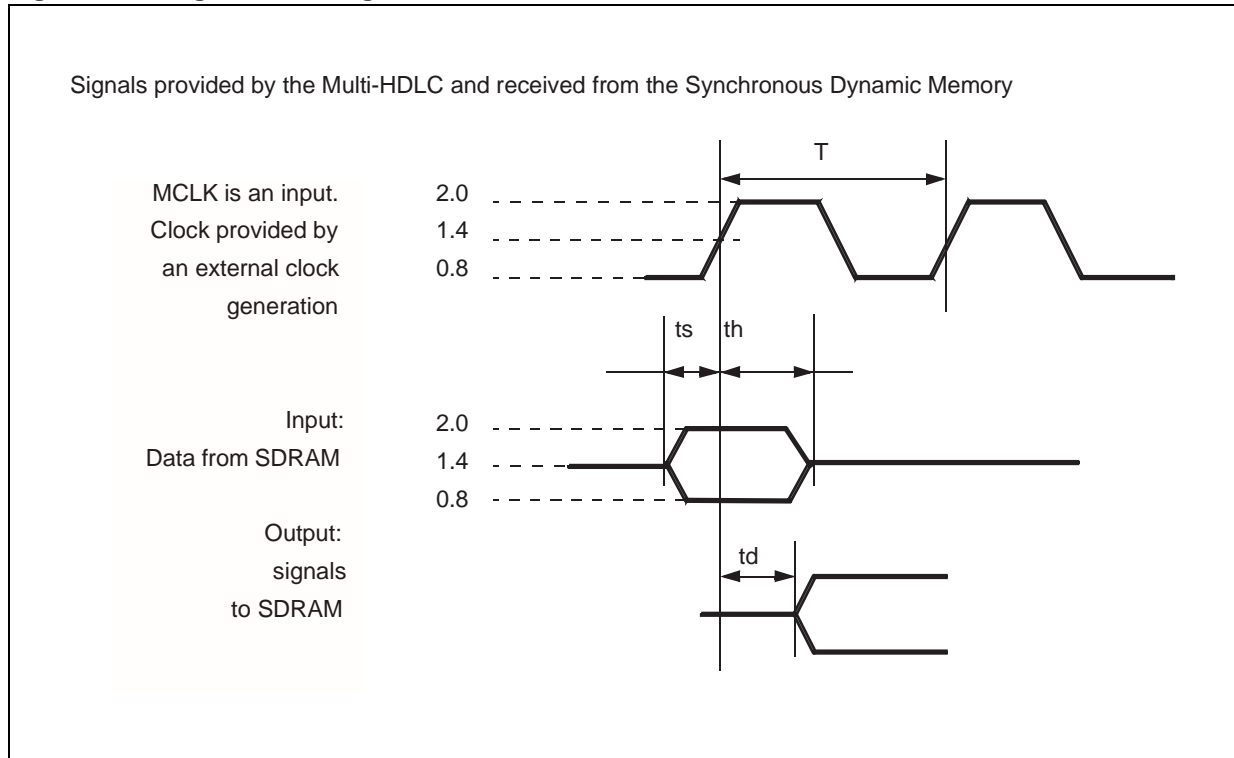 Signals provided by the Multi-HDLC and received from the Synchronous Dynamic Memory
T
MCLK is an input.
Clock provided by
an external clock
generation
2.0
1.4
0.8
ts
th
Input:
Data from SDRAM
2.0
1.4
0.8
Output:
signals
to SDRAM
td